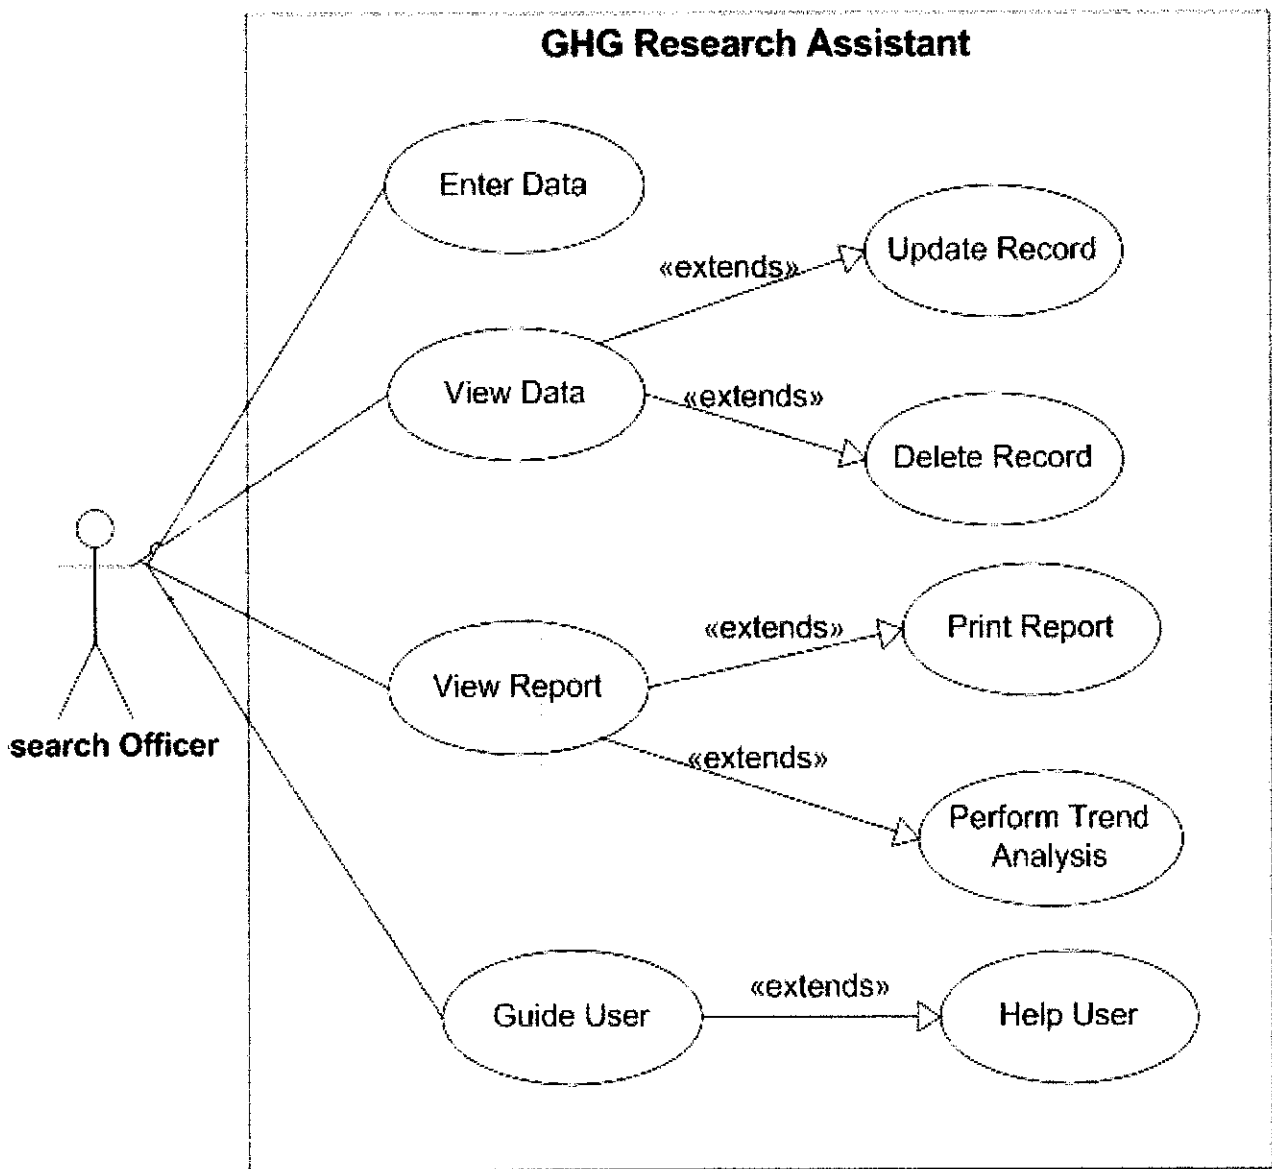 GHG Research Assistant
Enter Data
Update Record
«extends»
View Data
«extends»
Delete Record
Print Report
«extends»
View Report
search Officer
«extends»
Perform Trend
Analysis
«extends»
Guide User
Help User